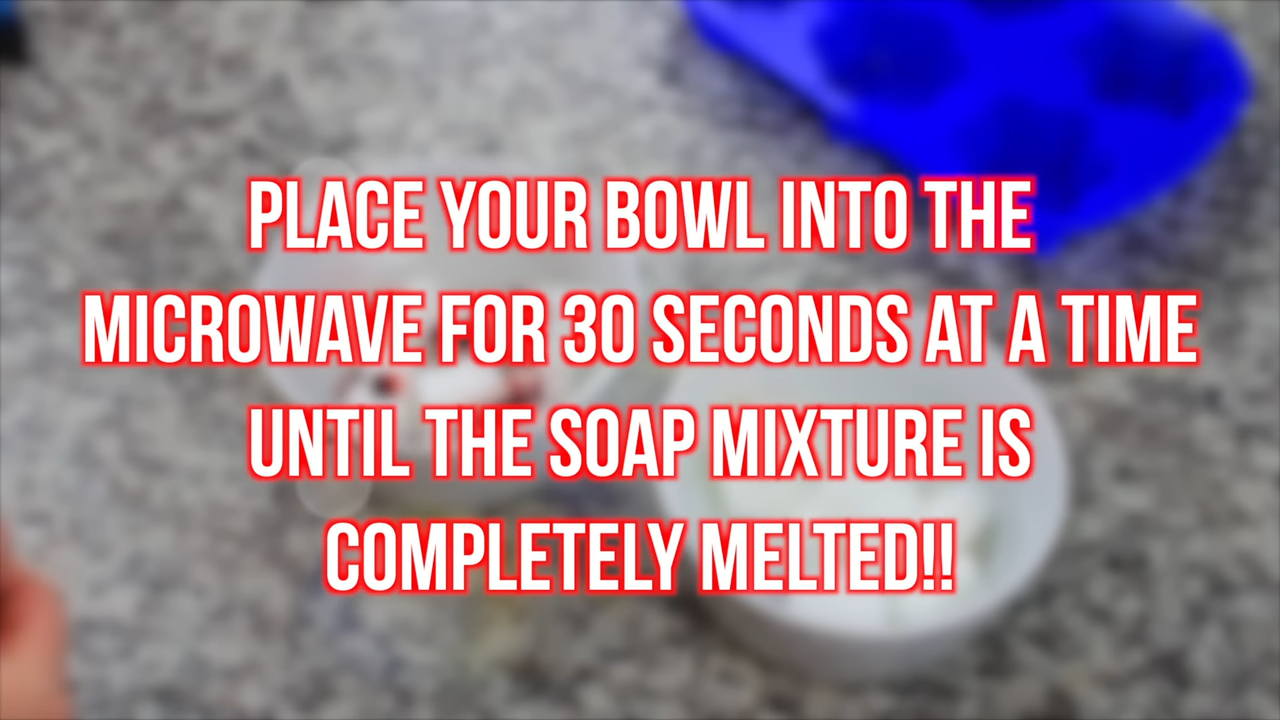 PLACE YOUR BOWL INTO THE
MICROWAVE FOR 30 SECONDS AT A TIME
UNTIL THE SOAP MIXTURE IS
COMPLETELY MELTED!!